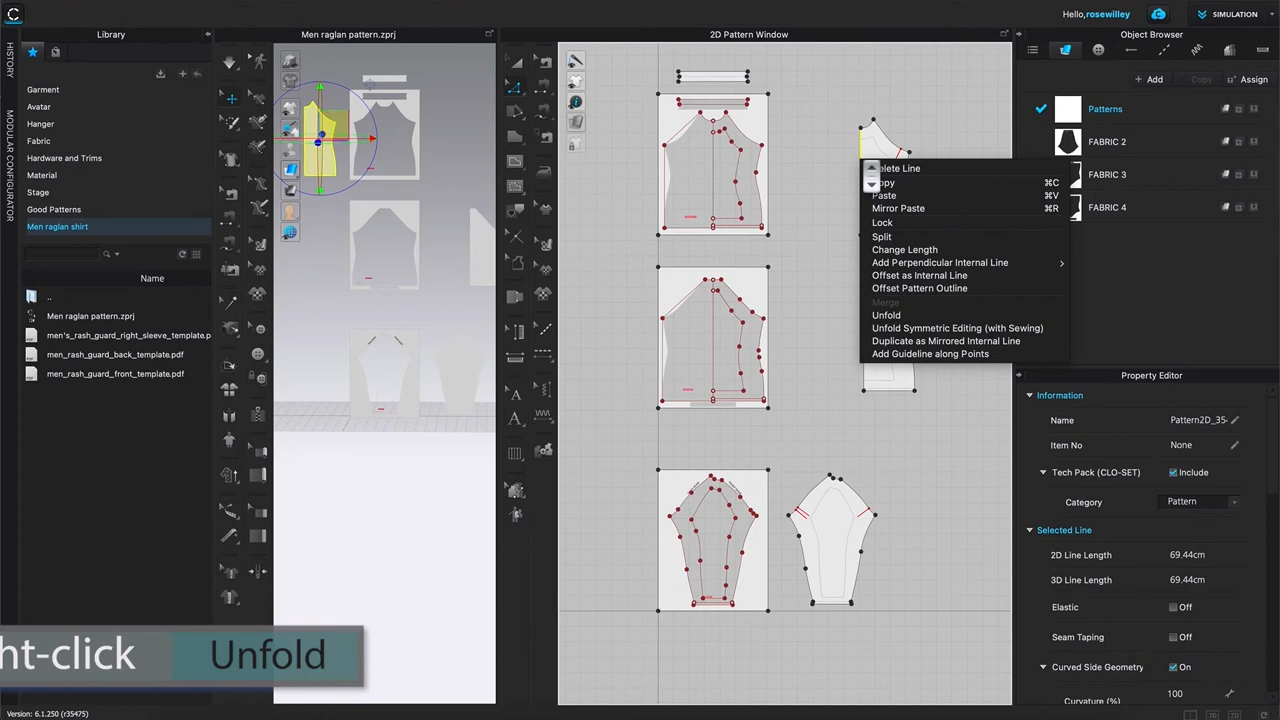 Hello, rosewilley
SIMULATION
Library
Men raglan pattern.zprj
2D Pattern Window
Object Browser
HISTORY
MODULAR CONFIGURATOR
Garment
Avatar
Hanger
Fabric
Hardware and Trims
Material
Stage
Good Patterns
Men raglan shirt
Name
..
Men raglan pattern.zprj
men's_rash_guard_right_sleeve_template.p
men_rash_guard_back_template.pdf
men_rash_guard_front_template.pdf
elete Line
opy ⌘C
Paste ⌘V
Mirror Paste ⌘R
Lock
Split
Change Length
Add Perpendicular Internal Line
Offset as Internal Line
Offset Pattern Outline
Merge
Unfold
Unfold Symmetric Editing (with Sewing)
Duplicate as Mirrored Internal Line
Add Guideline along Points
Add Copy Assign
Patterns
FABRIC 2
FABRIC 3
FABRIC 4
Property Editor
Information
Name Pattern2D_35
Item No None
Tech Pack (CLO-SET) Include
Category Pattern
Selected Line
2D Line Length 69.44cm
3D Line Length 69.44cm
Elastic Off
Seam Taping Off
Curved Side Geometry On
Curvature (%) 100
ht-click Unfold
Version: 6.1.250 (r35475)
3D 2D